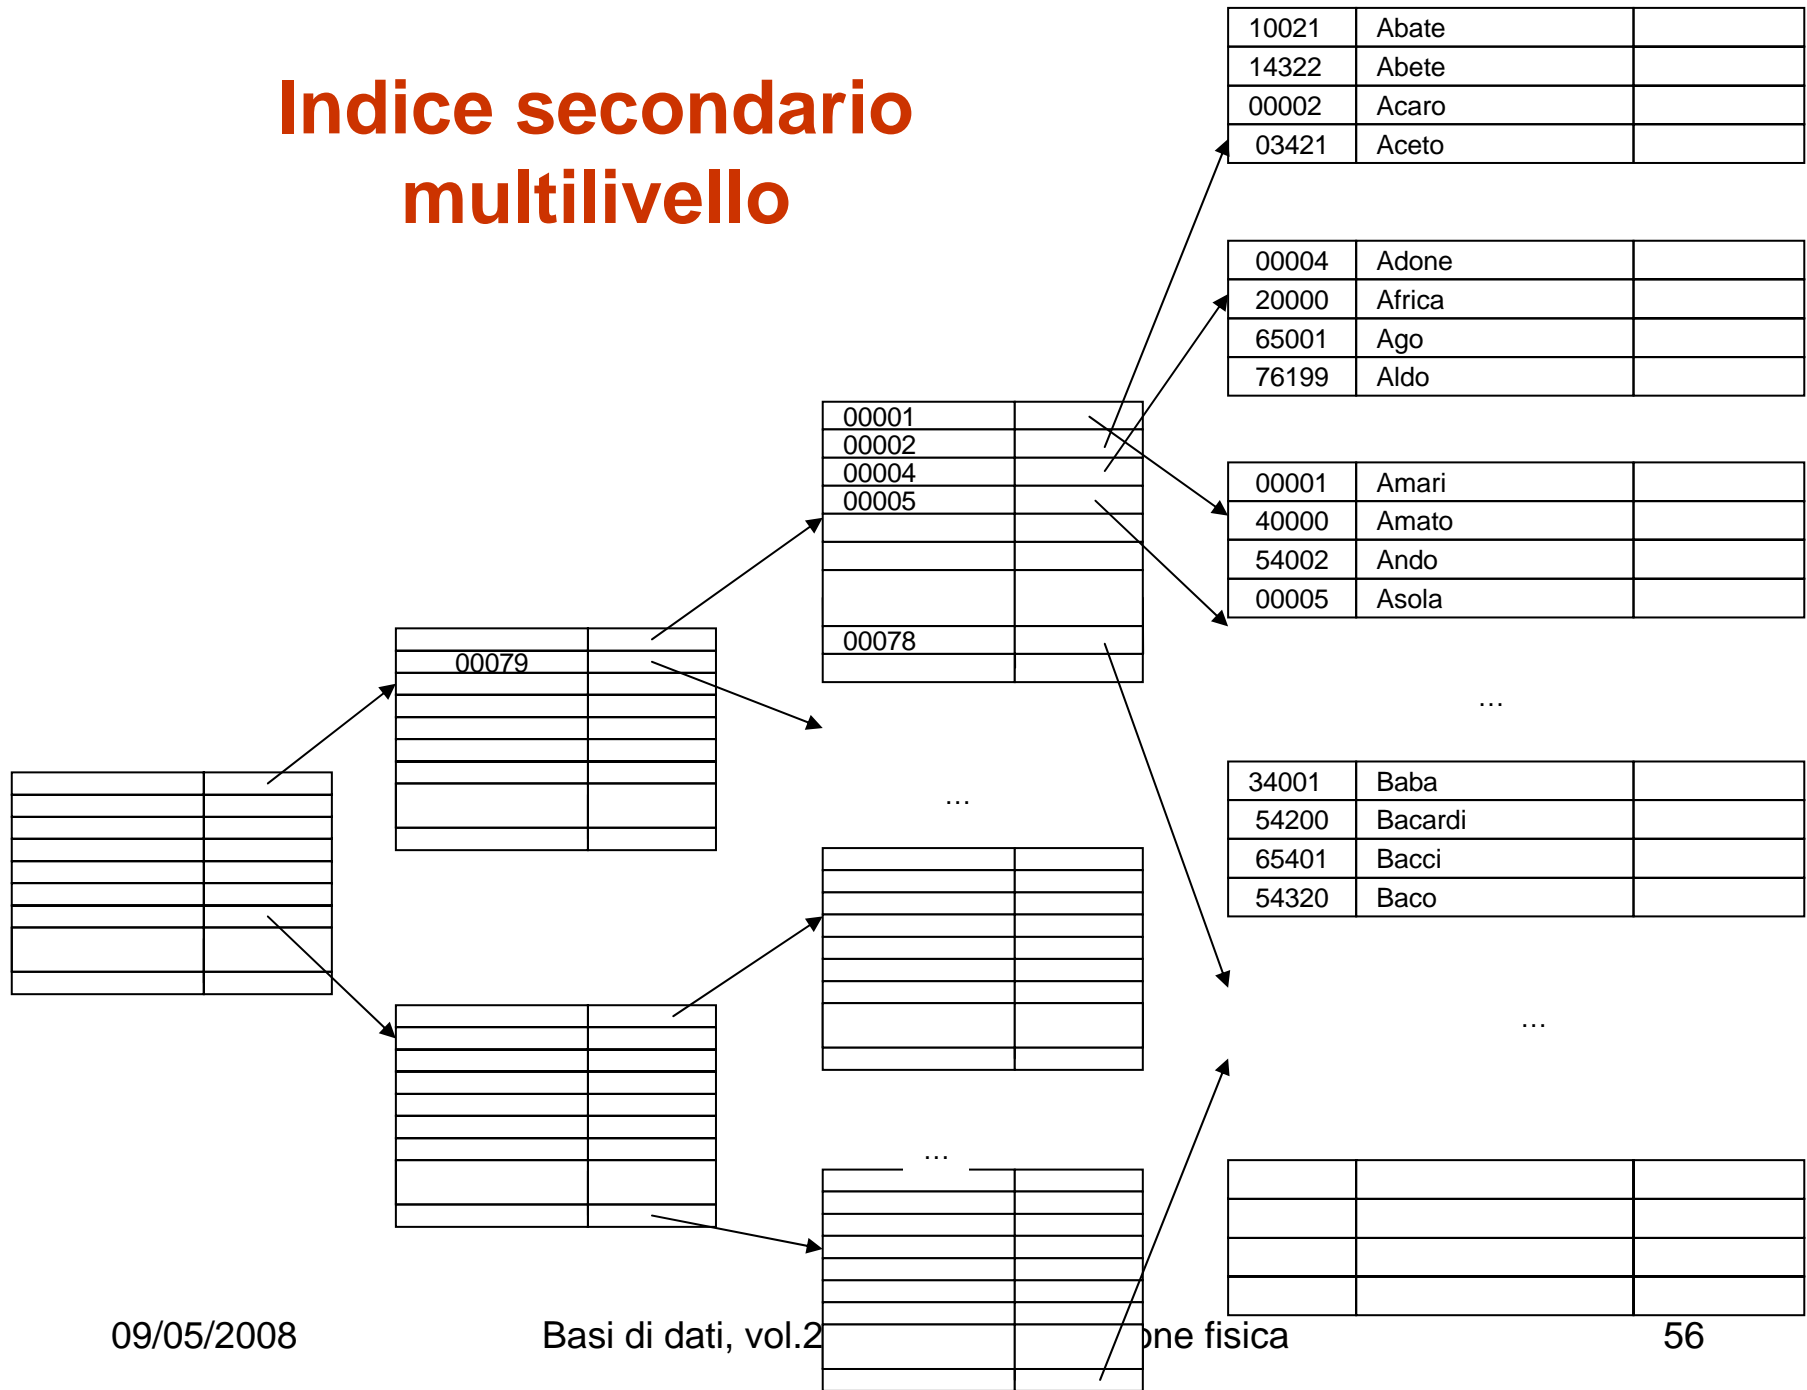 Indice secondario
multilivello
10021 Abate
14322 Abete
00002 Acaro
03421 Aceto
00004 Adone
20000 Africa
65001 Ago
76199 Aldo
00001 Amari
40000 Amato
54002 Ando
00005 Asola
…
34001 Baba
54200 Bacardi
65401 Bacci
54320 Baco
…
00001
00002
00004
00005
00078
…
…
00079
09/05/2008 Basi di dati, vol.2 one fisica 56